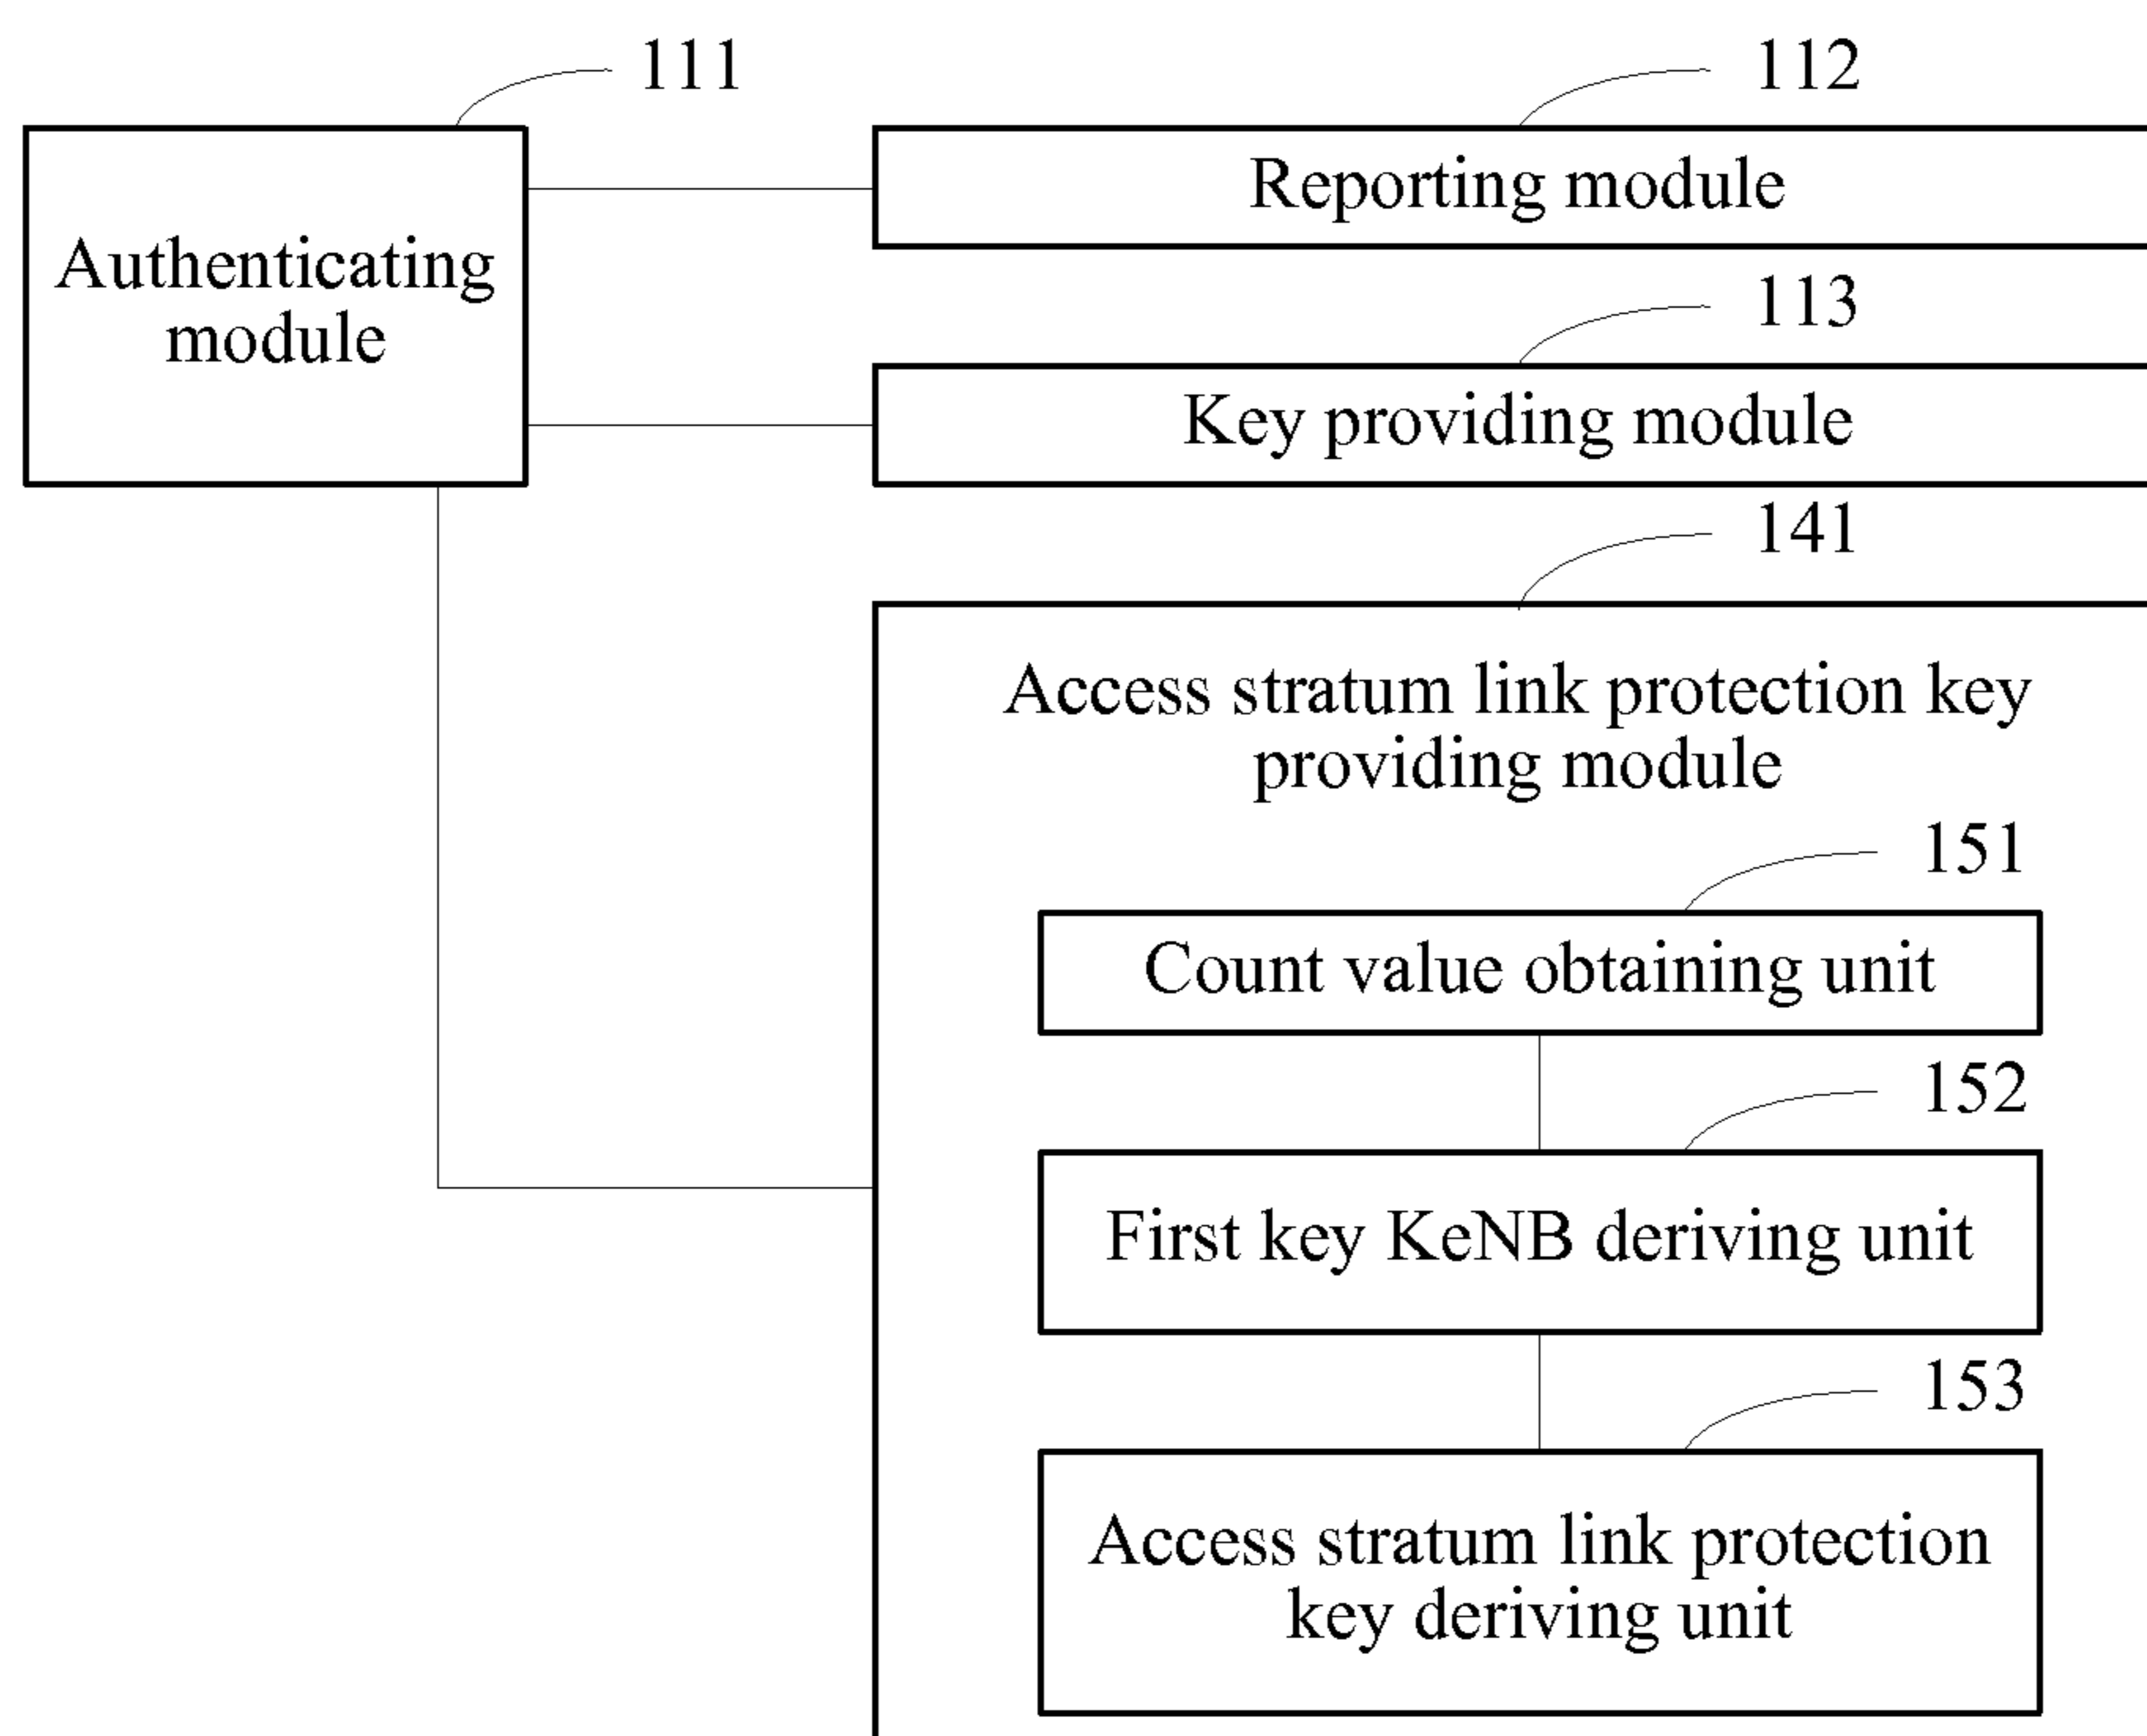 111
112
Authenticating
module
Reporting module
113
Key providing module
141
Access stratum link protection key
providing module
151
Count value obtaining unit
152
First key KeNB deriving unit
153
Access stratum link protection
key deriving unit